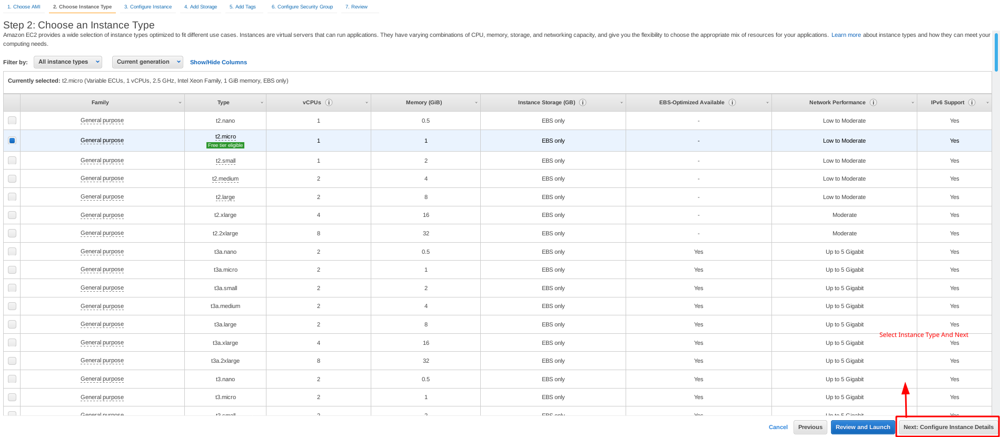 1. Choose AMI 2. Choose Instance Type 3. Configure Instance 4. Add Storage 5. Add Tags 6. Configure Security Group 7. Review
Step 2: Choose an Instance Type
Amazon EC2 provides a wide selection of instance types optimized to fit different use cases. Instances are virtual servers that can run applications. They have varying combinations of CPU, memory, storage, and networking capacity, and give you the flexibility to choose the appropriate mix of resources for your applications. Learn more about instance types and how they can meet your
computing needs.
Filter by: All instance types Current generation Show/Hide Columns
Currently selected: t2.micro (Variable ECUs, 1 vCPUs, 2.5 GHz, Intel Xeon Family, 1 GiB memory, EBS only)
Family Type vCPUs i Memory (GiB) Instance Storage (GB) i EBS-Optimized Available i Network Performance i IPv6 Support i
General purpose t2.nano 1 0.5 EBS only - Low to Moderate Yes
General purpose t2.micro 1 1 EBS only - Low to Moderate Yes
Free tier eligible
General purpose t2.small 1 2 EBS only - Low to Moderate Yes
General purpose t2.medium 2 4 EBS only - Low to Moderate Yes
General purpose t2.large 2 8 EBS only - Low to Moderate Yes
General purpose t2.xlarge 4 16 EBS only - Moderate Yes
General purpose t2.2xlarge 8 32 EBS only - Moderate Yes
General purpose t3a.nano 2 0.5 EBS only Yes Up to 5 Gigabit Yes
General purpose t3a.micro 2 1 EBS only Yes Up to 5 Gigabit Yes
General purpose t3a.small 2 2 EBS only Yes Up to 5 Gigabit Yes
General purpose t3a.medium 2 4 EBS only Yes Up to 5 Gigabit Yes
General purpose t3a.large 2 8 EBS only Yes Up to 5 Gigabit Yes
Select Instance Type And Next
General purpose t3a.xlarge 4 16 EBS only Yes Up to 5 Gigabit Yes
General purpose t3a.2xlarge 8 32 EBS only Yes Up to 5 Gigabit Yes
General purpose t3.nano 2 0.5 EBS only Yes Up to 5 Gigabit Yes
General purpose t3.micro 2 1 EBS only Yes Up to 5 Gigabit Yes
General purpose t3.small 2 2 EBS only Yes Up to 5 Gigabit Yes
Cancel Previous Review and Launch Next: Configure Instance Details